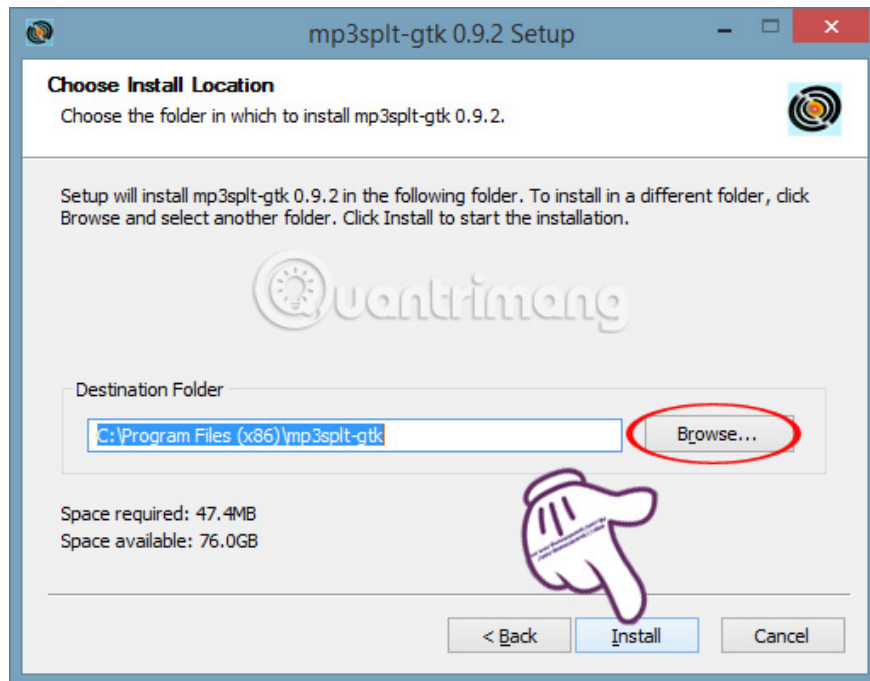 mp3splt-gtk 0.9.2 Setup
Choose Install Location
Choose the folder in which to install mp3splt-gtk 0.9.2.
Setup will install mp3splt-gtk 0.9.2 in the following folder. To install in a different folder, click
Browse and select another folder. Click Install to start the installation.
Quantrimang
Destination Folder
C:\Program Files (x86)\mp3splt-gtk
Browse...
Space required: 47.4MB
Space available: 76.0GB
< Back
Install
Cancel